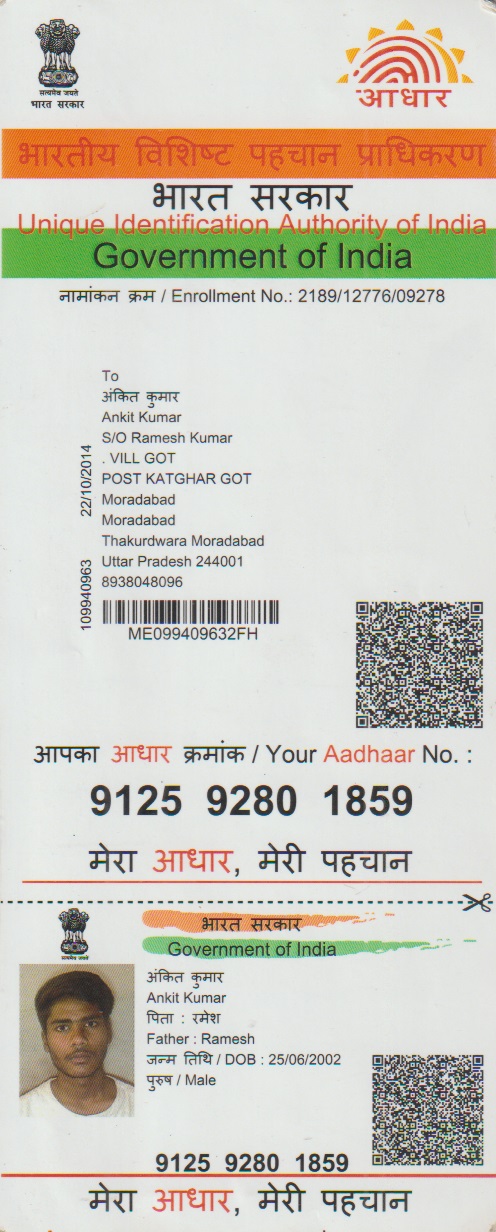 सत्यमेव जयते
भारत सरकार
आधार
भारतीय विशिष्ट पहचान प्राधिकरण
भारत सरकार
Unique Identification Authority of India
Government of India
नामांकन क्रम / Enrollment No.: 2189/12776/09278
To
अंकित कुमार
Ankit Kumar
S/O Ramesh Kumar
. VILL GOT
POST KATGHAR GOT
Moradabad
Moradabad
Thakurdwara Moradabad
Uttar Pradesh 244001
8938048096
22/10/2014
109940963
ME099409632FH
आपका आधार क्रमांक / Your Aadhaar No. :
9125 9280 1859
मेरा आधार, मेरी पहचान
भारत सरकार
Government of India
अंकित कुमार
Ankit Kumar
पिता : रमेश
Father : Ramesh
जन्म तिथि / DOB : 25/06/2002
पुरुष / Male
9125 9280 1859
मेरा आधार, मेरी पहचान